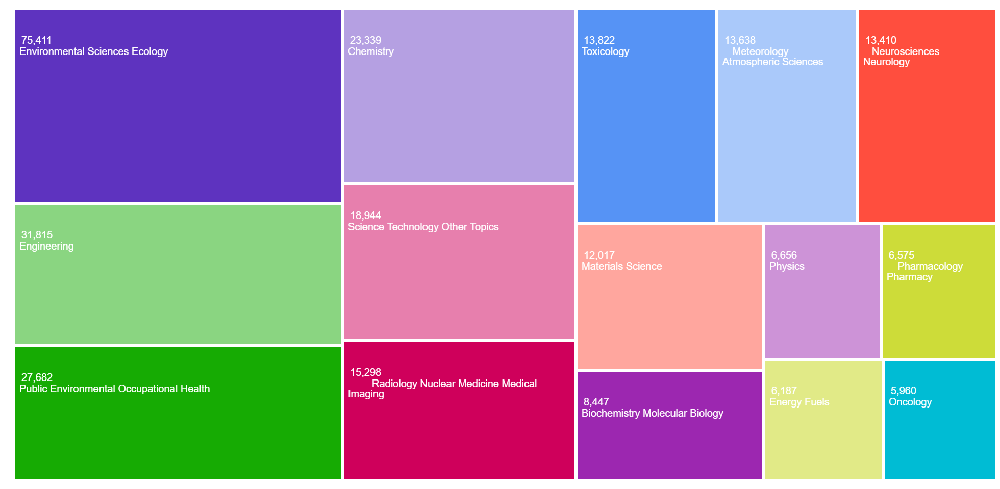 75,411
Environmental Sciences Ecology
31,815
Engineering
27,682
Public Environmental Occupational Health
23,339
Chemistry
18,944
Science Technology Other Topics
15,298
Radiology Nuclear Medicine Medical
Imaging
13,822
Toxicology
13,638
Meteorology
Atmospheric Sciences
13,410
Neurosciences
Neurology
12,017
Materials Science
8,447
Biochemistry Molecular Biology
6,656
Physics
6,575
Pharmacology
Pharmacy
6,187
Energy Fuels
5,960
Oncology